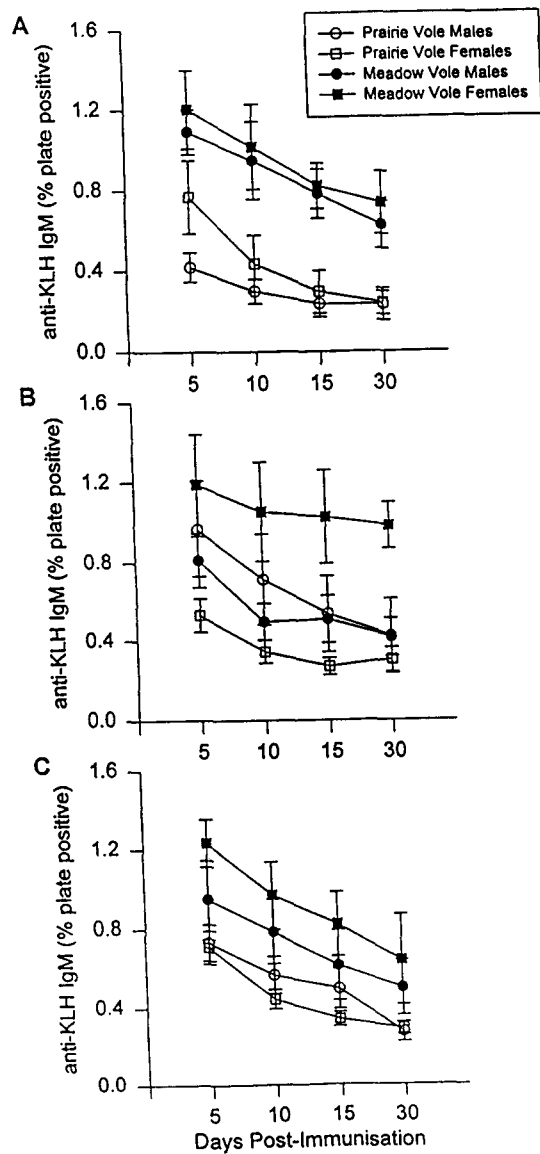 A
1.6
1.2
0.8
0.4
0.0
anti-KLH IgM (% plate positive)
Prairie Vole Males
Prairie Vole Females
Meadow Vole Males
Meadow Vole Females
5 10 15 30
B
1.6
1.2
0.8
0.4
0.0
anti-KLH IgM (% plate positive)
5 10 15 30
C
1.6
1.2
0.8
0.4
0.0
anti-KLH IgM (% plate positive)
5 10 15 30
Days Post-Immunisation